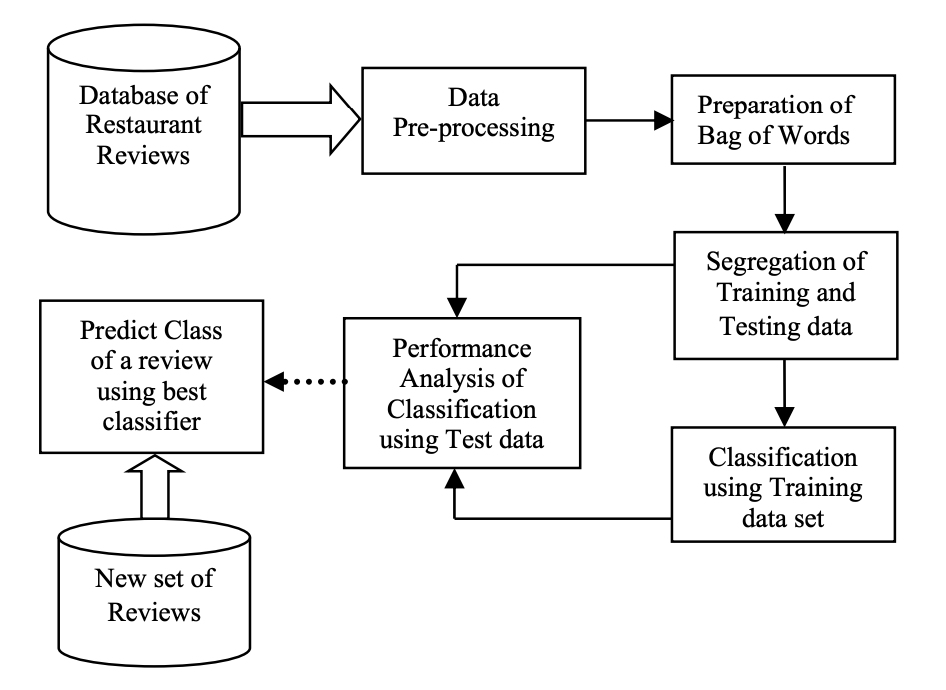 Database of
Restaurant
Reviews
Data
Pre-processing
Preparation of
Bag of Words
Segregation of
Training and
Testing data
Predict Class
of a review
using best
classifier
Performance
Analysis of
Classification
using Test data
Classification
using Training
data set
New set of
Reviews